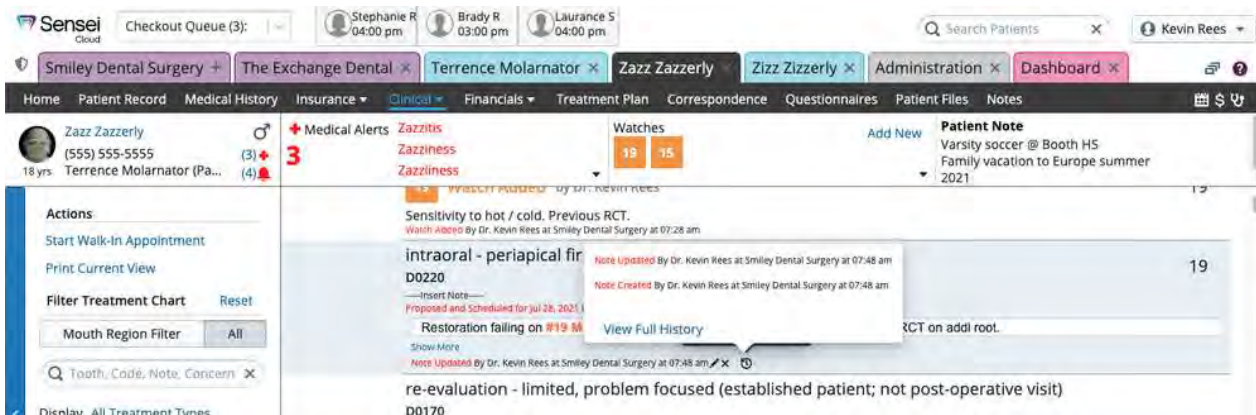 Sensei
Cloud
Checkout Queue (3):
Stephanie R
04:00 pm
Brady R
03:00 pm
Laurance S
04:00 pm
Search Patients
Kevin Rees
Smiley Dental Surgery
The Exchange Dental
Terrence Molarnator
Zazz Zazzerly
Zizz Zizzerly
Administration
Dashboard
Home Patient Record Medical History Insurance Clinical Financials Treatment Plan Correspondence Questionnaires Patient Files Notes
Zazz Zazzerly
(555) 555-5555
(3)
18 yrs Terrence Molarnator (Pa...
(4)
Medical Alerts
3
Zazzitis
Zazziness
Zazzliness
Watches
Add New
19 15
Patient Note
Varsity soccer @ Booth HS
Family vacation to Europe summer
2021
Actions
Start Walk-In Appointment
Print Current View
Filter Treatment Chart Reset
Mouth Region Filter All
Tooth, Code, Note, Concern
Display All Treatment Types
19 Watch Added by Dr. Kevin Rees
19
Sensitivity to hot / cold. Previous RCT.
Watch Added By Dr. Kevin Rees at Smiley Dental Surgery at 07:28 am
intraoral - periapical fir
19
D0220
----Insert Note----
Proposed and Scheduled for Jul 28, 2021
Restoration failing on #19 M
RCT on addl root.
Show More
Note Updated By Dr. Kevin Rees at Smiley Dental Surgery at 07:48 am
Note Updated By Dr. Kevin Rees at Smiley Dental Surgery at 07:48 am
Note Created By Dr. Kevin Rees at Smiley Dental Surgery at 07:48 am
View Full History
re-evaluation - limited, problem focused (established patient; not post-operative visit)
D0170